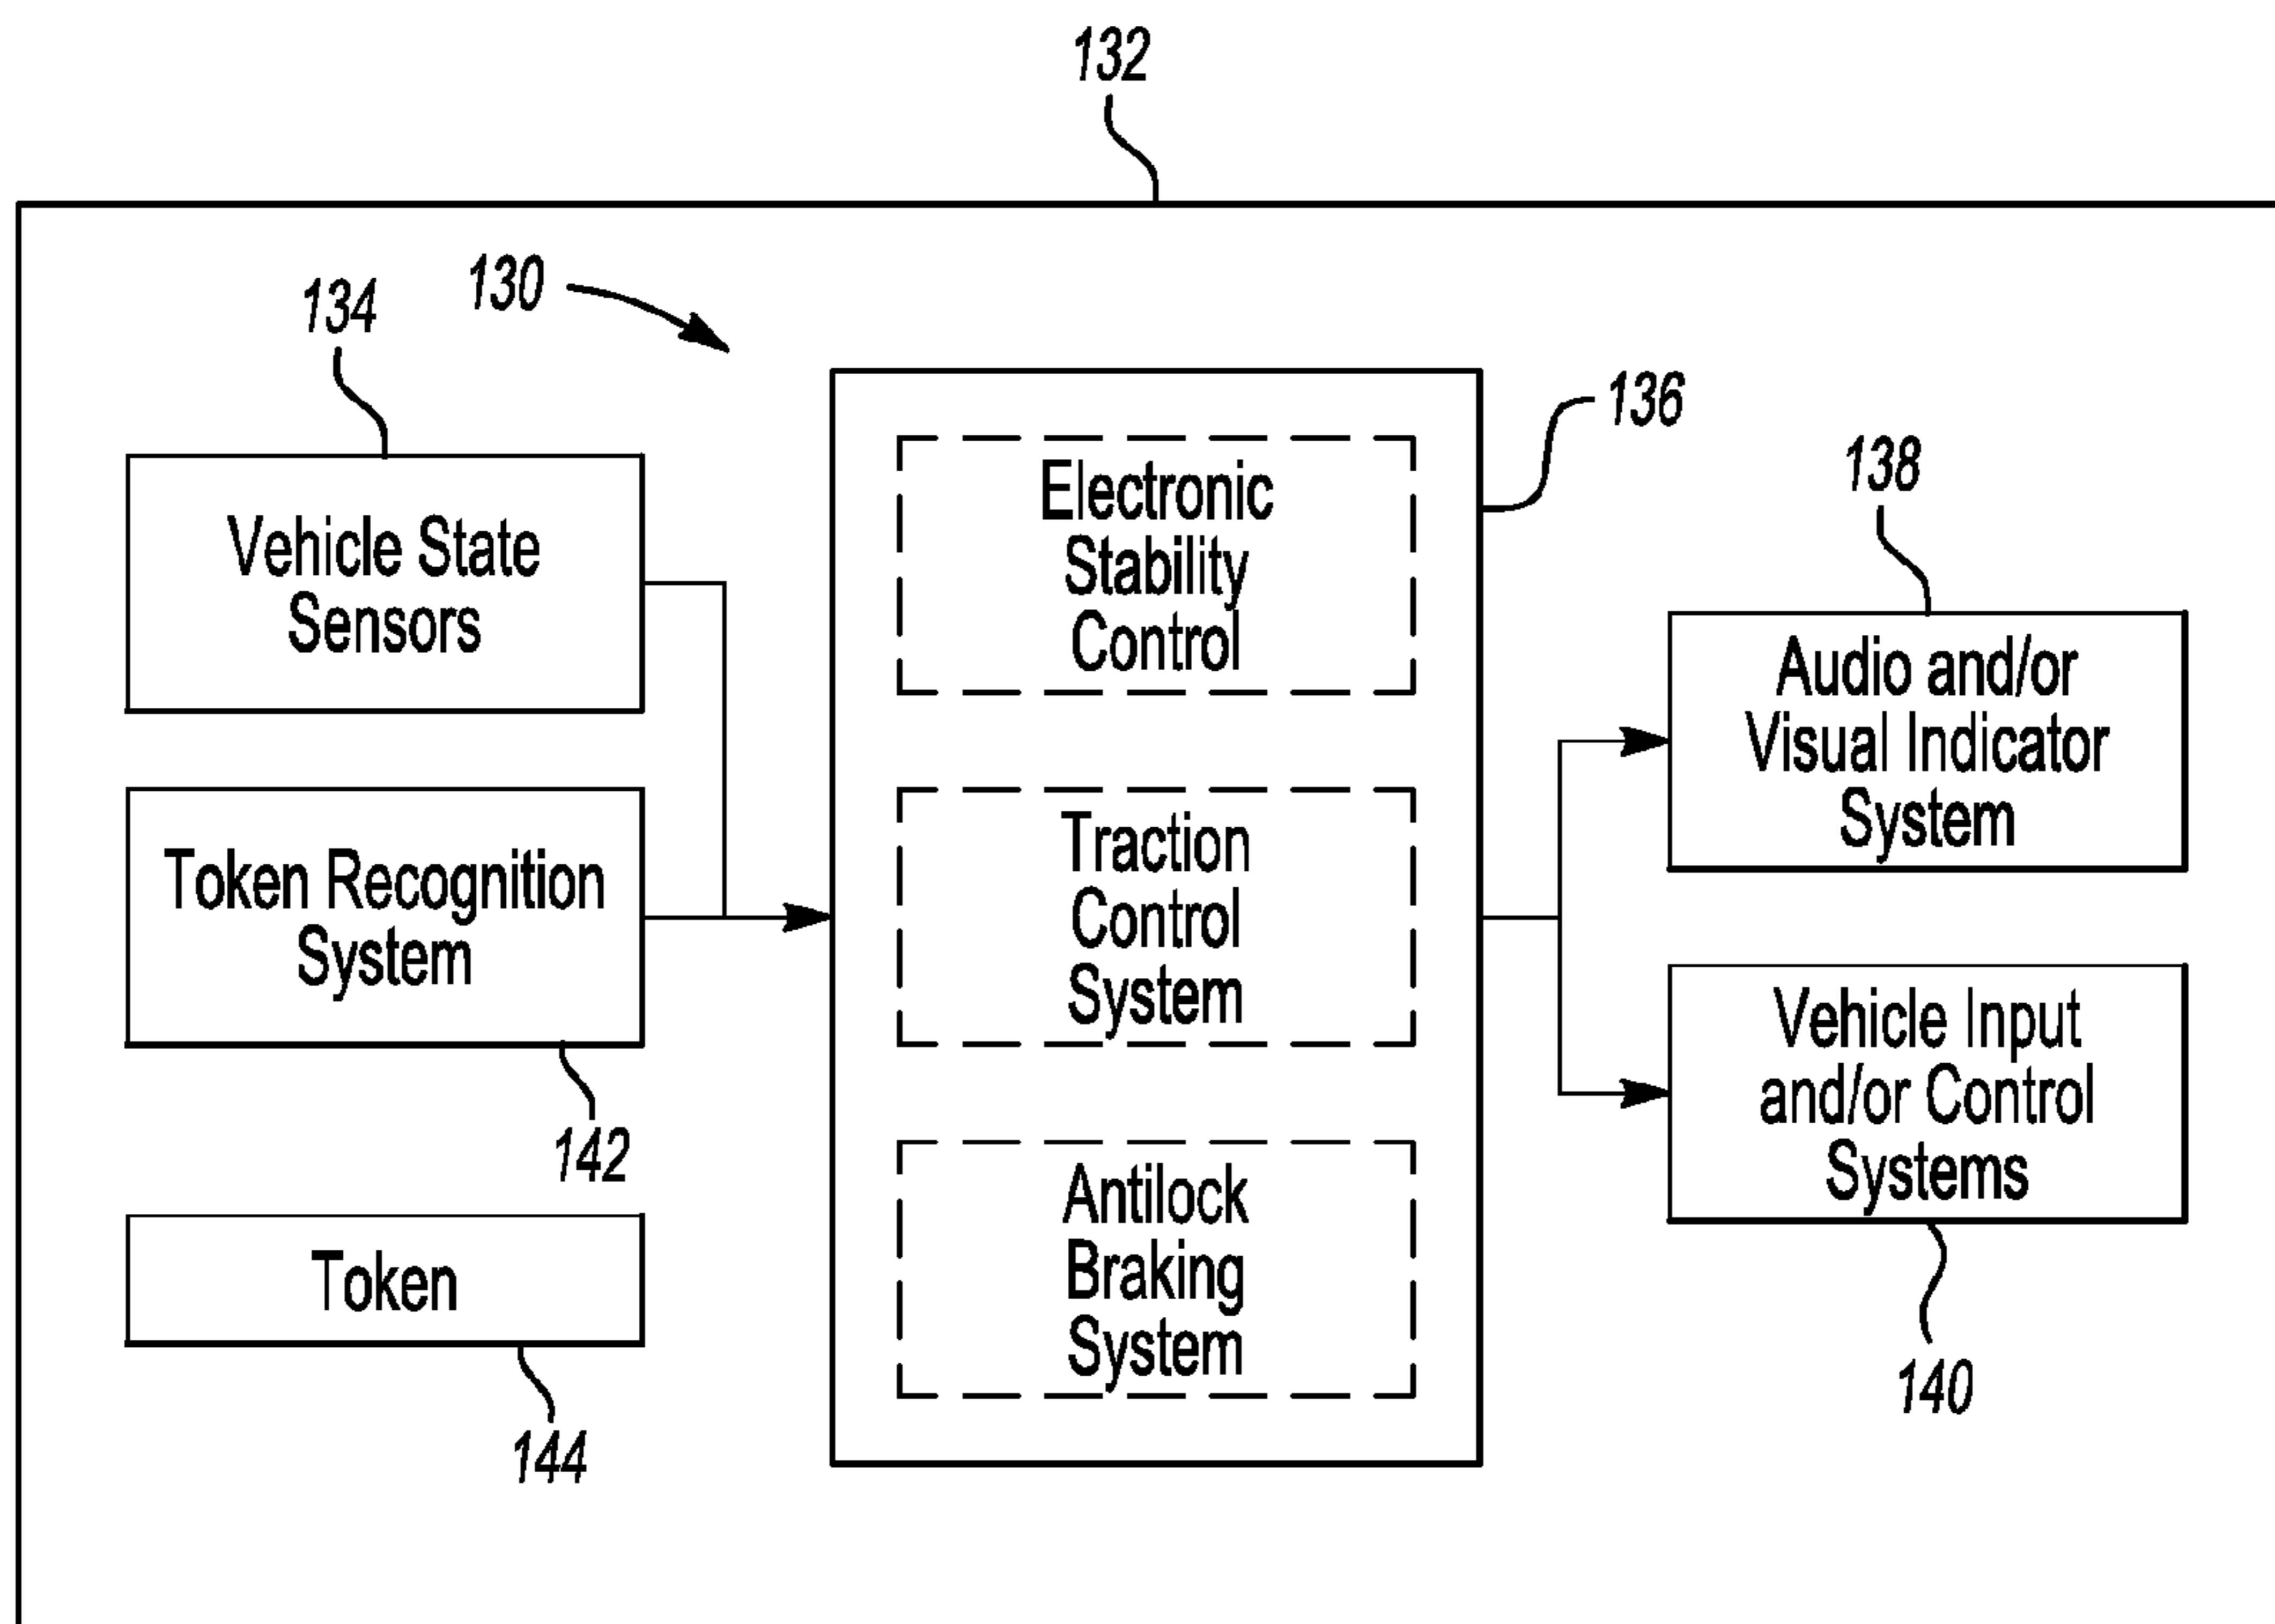 132
130
134
Vehicle State
Sensors
Token Recognition
System
142
Token
144
136
Electronic
Stability
Control
Traction
Control
System
Antilock
Braking
System
138
Audio and/or
Visual Indicator
System
Vehicle Input
and/or Control
Systems
140